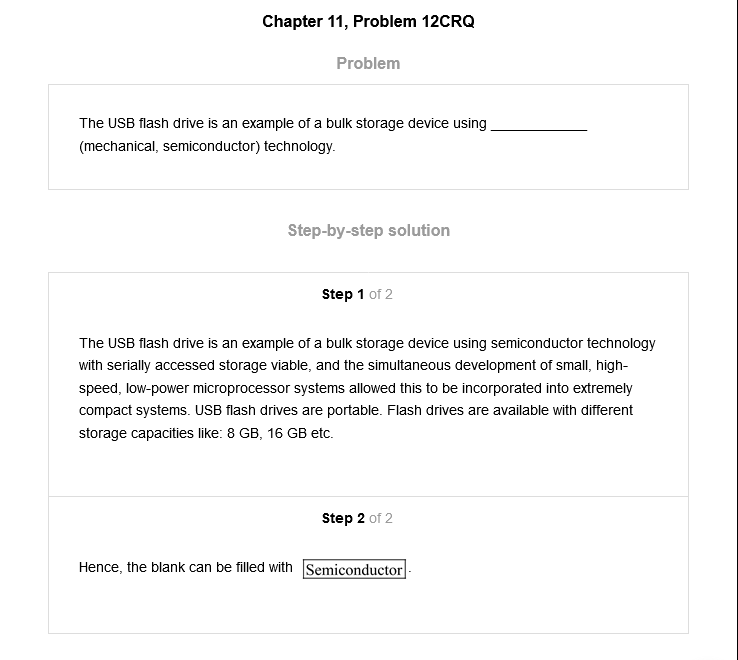 Chapter 11, Problem 12CRQ
Problem
The USB flash drive is an example of a bulk storage device using ____________
(mechanical, semiconductor) technology.
Step-by-step solution
Step 1 of 2
The USB flash drive is an example of a bulk storage device using semiconductor technology
with serially accessed storage viable, and the simultaneous development of small, high-
speed, low-power microprocessor systems allowed this to be incorporated into extremely
compact systems. USB flash drives are portable. Flash drives are available with different
storage capacities like: 8 GB, 16 GB etc.
Step 2 of 2
Hence, the blank can be filled with Semiconductor.